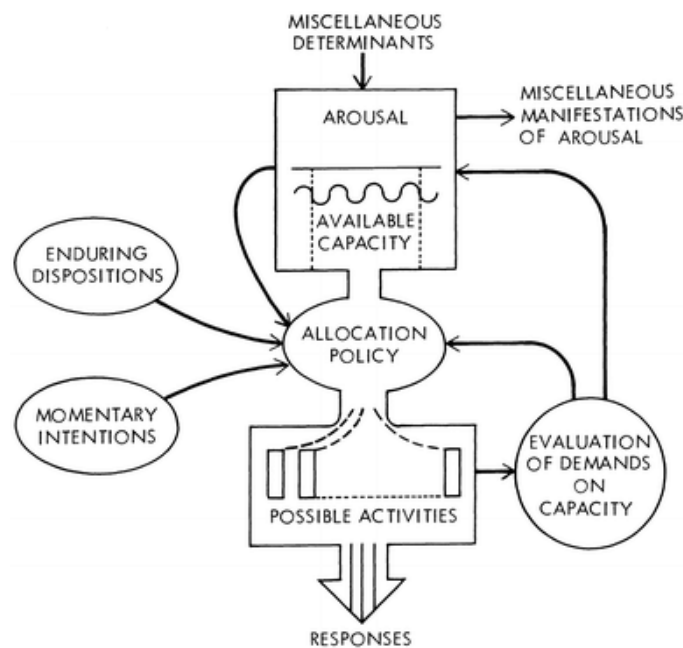 MISCELLANEOUS
DETERMINANTS
AROUSAL
MISCELLANEOUS
MANIFESTATIONS
OF AROUSAL
AVAILABLE
CAPACITY
ENDURING
DISPOSITIONS
ALLOCATION
POLICY
MOMENTARY
INTENTIONS
EVALUATION
OF DEMANDS
ON
CAPACITY
POSSIBLE ACTIVITIES
RESPONSES